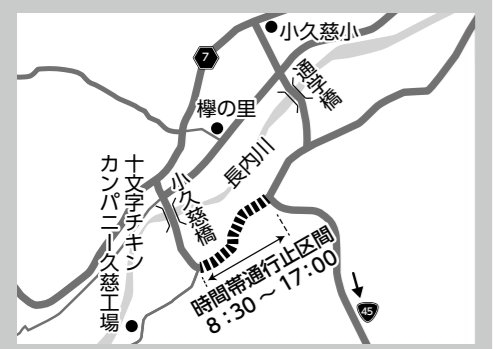 小久慈小
7
通学橋
欅の里
長内川
小久慈橋
十文字チキン
カンパニー久慈工場
時間帯通行止区間
8:30～17:00
45